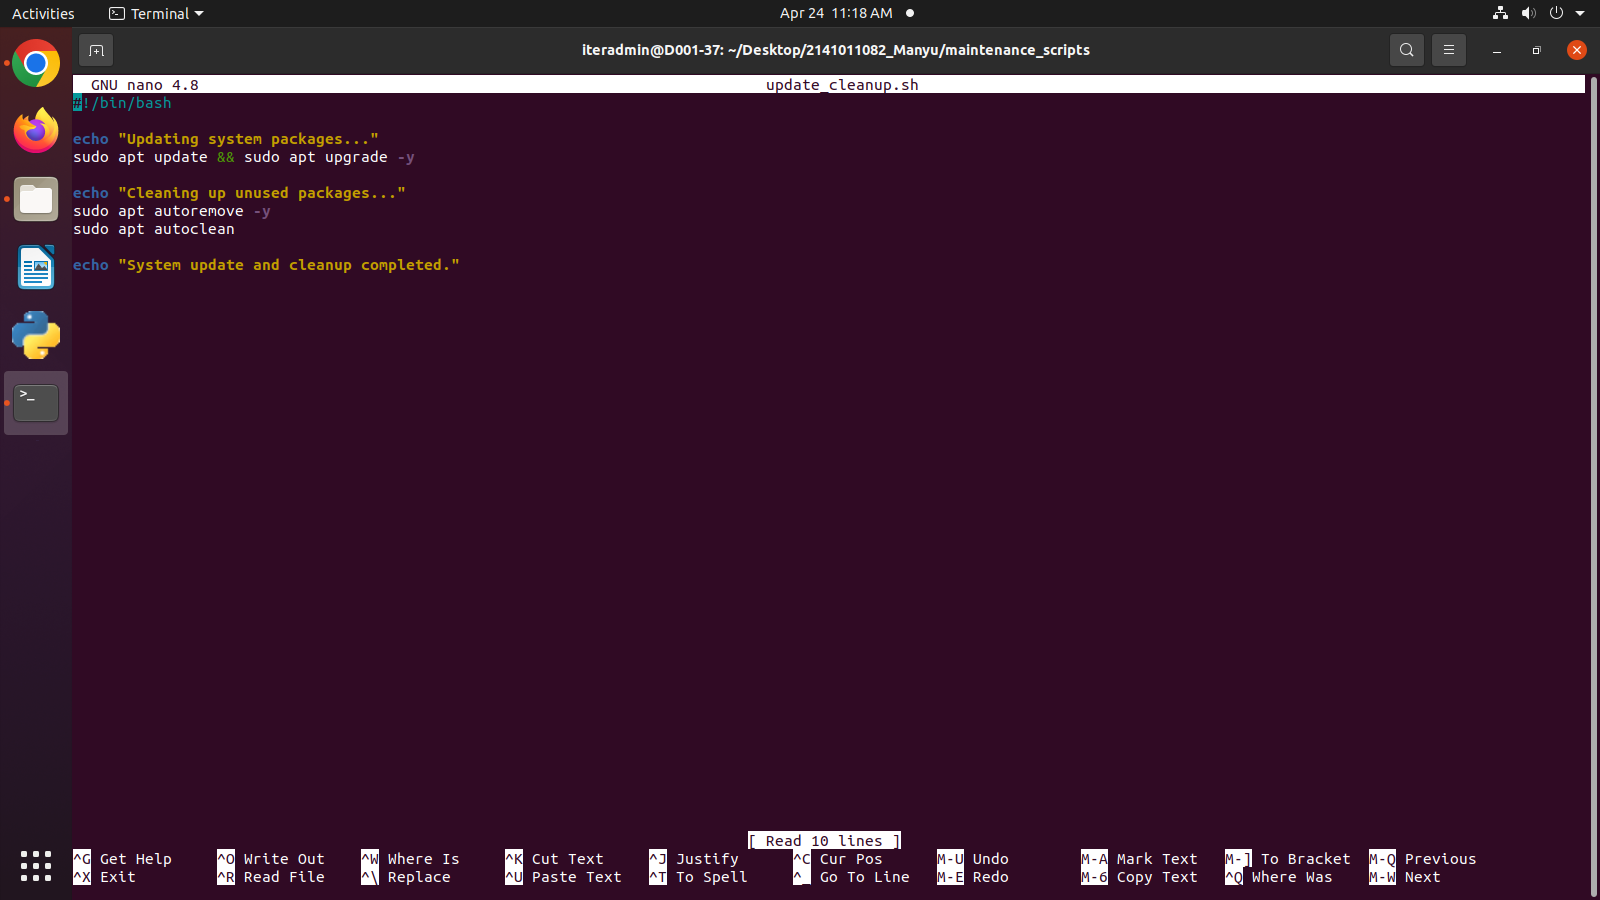 Activities Terminal Apr 24 11:18 AM
iteradmin@D001-37: ~/Desktop/2141011082_Manyu/maintenance_scripts
GNU nano 4.8 update_cleanup.sh
#!/bin/bash
echo "Updating system packages..."
sudo apt update && sudo apt upgrade -y
echo "Cleaning up unused packages..."
sudo apt autoremove -y
sudo apt autoclean
echo "System update and cleanup completed."
>_
[ Read 10 lines ]
^G Get Help ^O Write Out ^W Where Is ^K Cut Text ^J Justify ^C Cur Pos M-U Undo M-A Mark Text M-] To Bracket M-Q Previous
^X Exit ^R Read File ^\ Replace ^U Paste Text ^T To Spell ^_ Go To Line M-E Redo M-6 Copy Text ^Q Where Was M-W Next